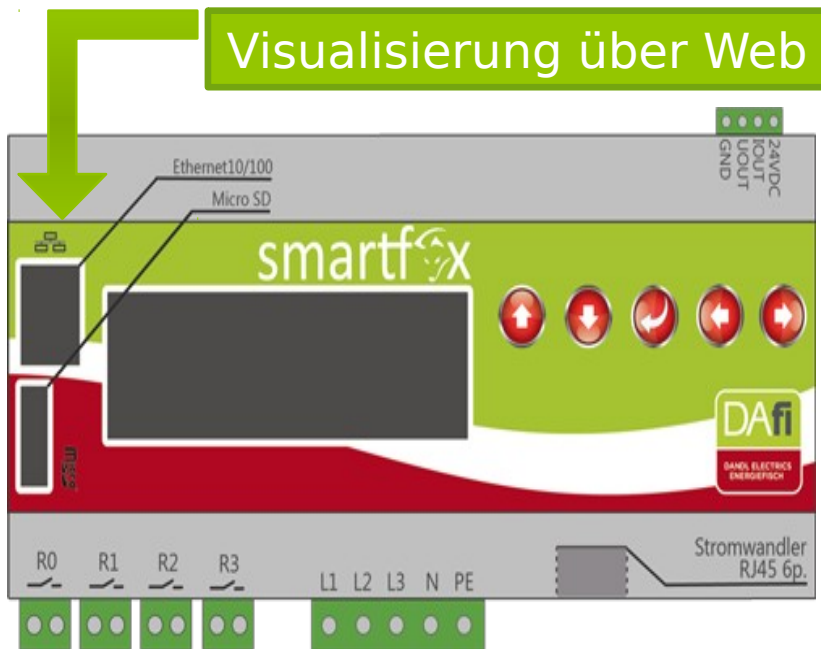 Visualisierung über Web
Ethernet10/100
Micro SD
GND
UOUT
IOUT
24VDC
smartfox
micro
DAfi
DANDL ELECTRICS
ENERGIEFISCH
R0 R1 R2 R3
L1 L2 L3 N PE
Stromwandler
RJ45 6p.